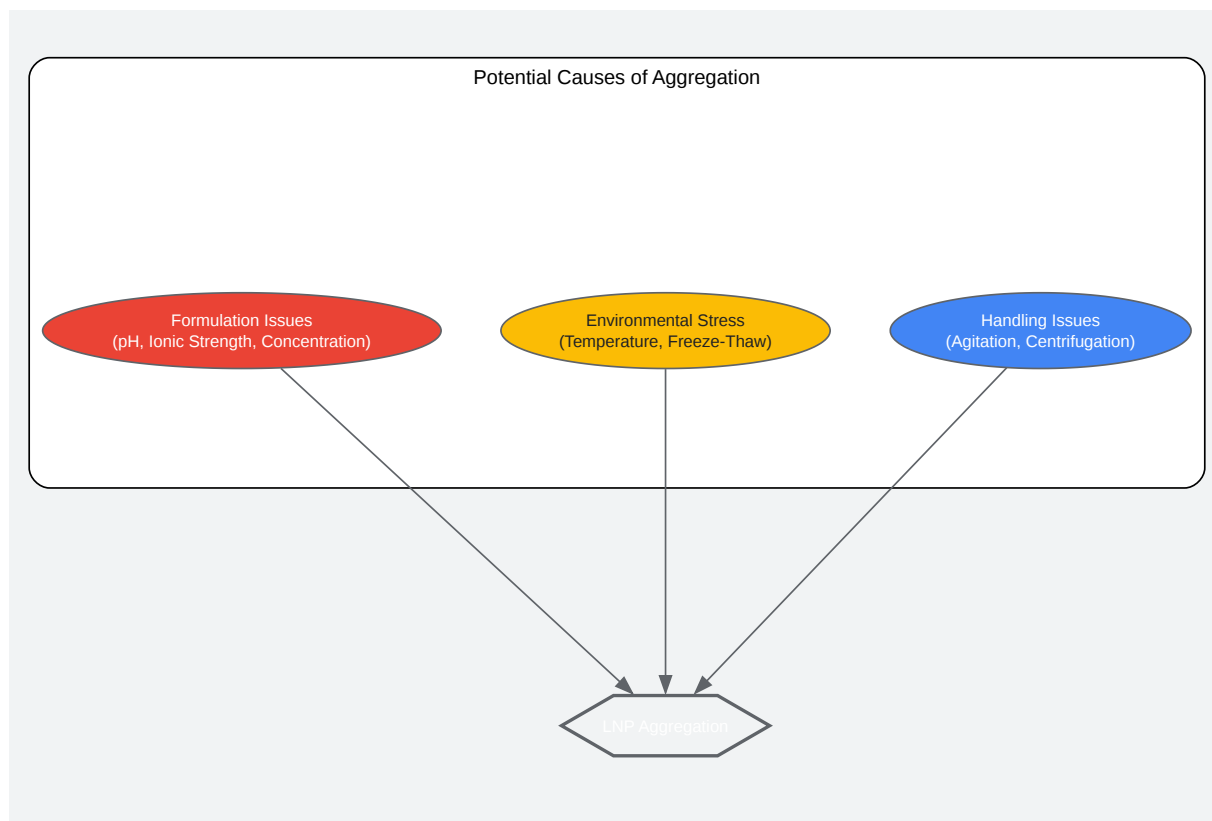 Potential Causes of Aggregation
Formulation Issues
(pH, Ionic Strength, Concentration)
Environmental Stress
(Temperature, Freeze-Thaw)
Handling Issues
(Agitation, Centrifugation)
LNP Aggregation